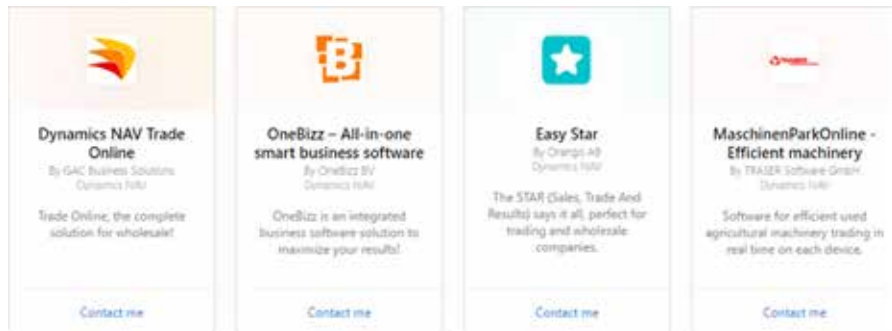 Dynamics NAV Trade
Online
By GAC Business Solutions
Dynamics NAV
Trade Online, the complete
solution for wholesale!
Contact me
B
OneBizz – All-in-one
smart business software
By OneBizz BV
Dynamics NAV
OneBizz is an integrated
business software solution to
maximize your results!
Contact me
Easy Star
By Orango AB
Dynamics NAV
The STAR (Sales, Trade And
Results) says it all, perfect for
trading and wholesale
companies.
Contact me
TRASER
MaschinenParkOnline -
Efficient machinery
By TRASER Software GmbH
Dynamics NAV
Software for efficient used
agricultural machinery trading in
real time on each device.
Contact me